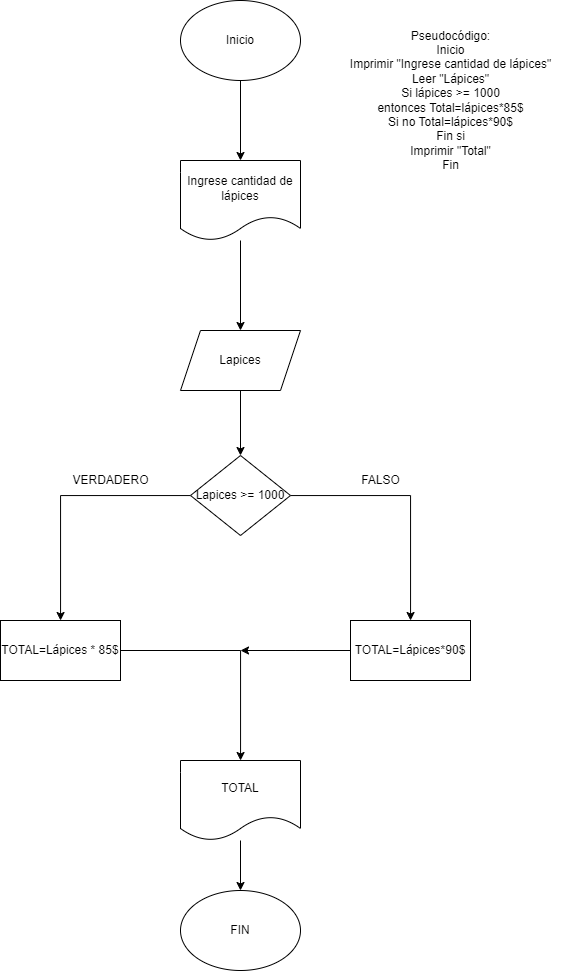 Inicio
Pseudocódigo:
Inicio
Imprimir "Ingrese cantidad de lápices"
Leer "Lápices"
Si lápices >= 1000
entonces Total=lápices*85$
Si no Total=lápices*90$
Fin si
Imprimir "Total"
Fin
Ingrese cantidad de
lápices
Lapices
VERDADERO
Lapices >= 1000
FALSO
TOTAL=Lápices * 85$
TOTAL=Lápices*90$
TOTAL
FIN